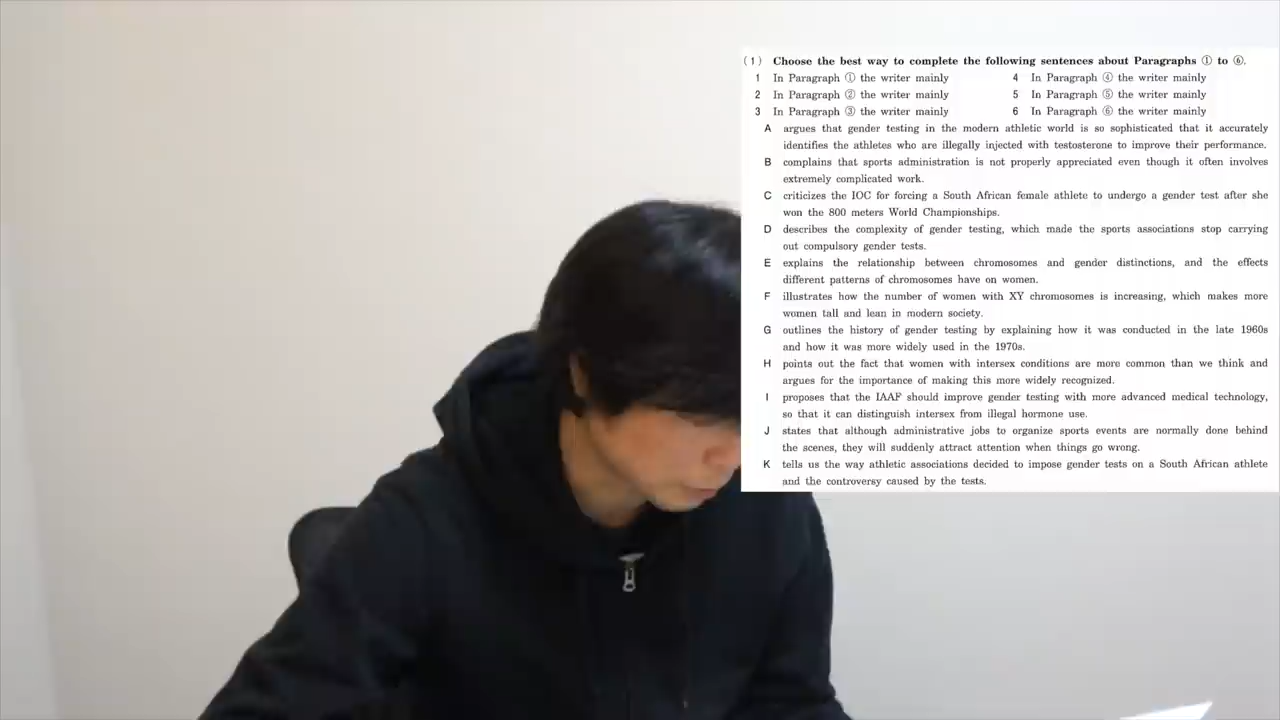 (1) Choose the best way to complete the following sentences about Paragraphs ① to ⑥.
1 In Paragraph ① the writer mainly
2 In Paragraph ② the writer mainly
3 In Paragraph ③ the writer mainly
4 In Paragraph ④ the writer mainly
5 In Paragraph ⑤ the writer mainly
6 In Paragraph ⑥ the writer mainly
A argues that gender testing in the modern athletic world is so sophisticated that it accurately
identifies the athletes who are illegally injected with testosterone to improve their performance.
B complains that sports administration is not properly appreciated even though it often involves
extremely complicated work.
C criticizes the IOC for forcing a South African female athlete to undergo a gender test after she
won the 800 meters World Championships.
D describes the complexity of gender testing, which made the sports associations stop carrying
out compulsory gender tests.
E explains the relationship between chromosomes and gender distinctions, and the effects
different patterns of chromosomes have on women.
F illustrates how the number of women with XY chromosomes is increasing, which makes more
women tall and lean in modern society.
G outlines the history of gender testing by explaining how it was conducted in the late 1960s
and how it was more widely used in the 1970s.
H points out the fact that women with intersex conditions are more common than we think and
argues for the importance of making this more widely recognized.
I proposes that the IAAF should improve gender testing with more advanced medical technology,
so that it can distinguish intersex from illegal hormone use.
J states that although administrative jobs to organize sports events are normally done behind
the scenes, they will suddenly attract attention when things go wrong.
K tells us the way athletic associations decided to impose gender tests on a South African athlete
and the controversy caused by the tests.